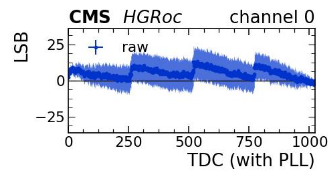 CMS HGRoc channel 0
LSB
25
raw
0
−25
0 250 500 750 1000
TDC (with PLL)